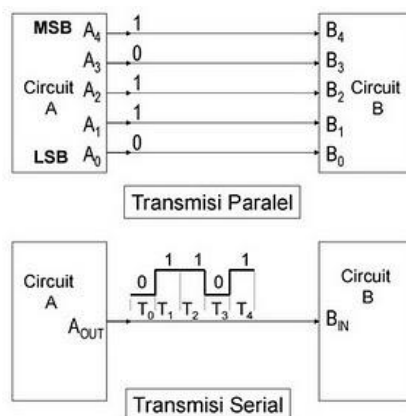 MSB A4 1 B4
A3 0 B3
Circuit A A2 1 B2 Circuit B
A1 1 B1
LSB A0 0 B0
Transmisi Paralel
Circuit A
0 1 1 0 1
T0 T1 T2 T3 T4
AOUT
Circuit B
BIN
Transmisi Serial